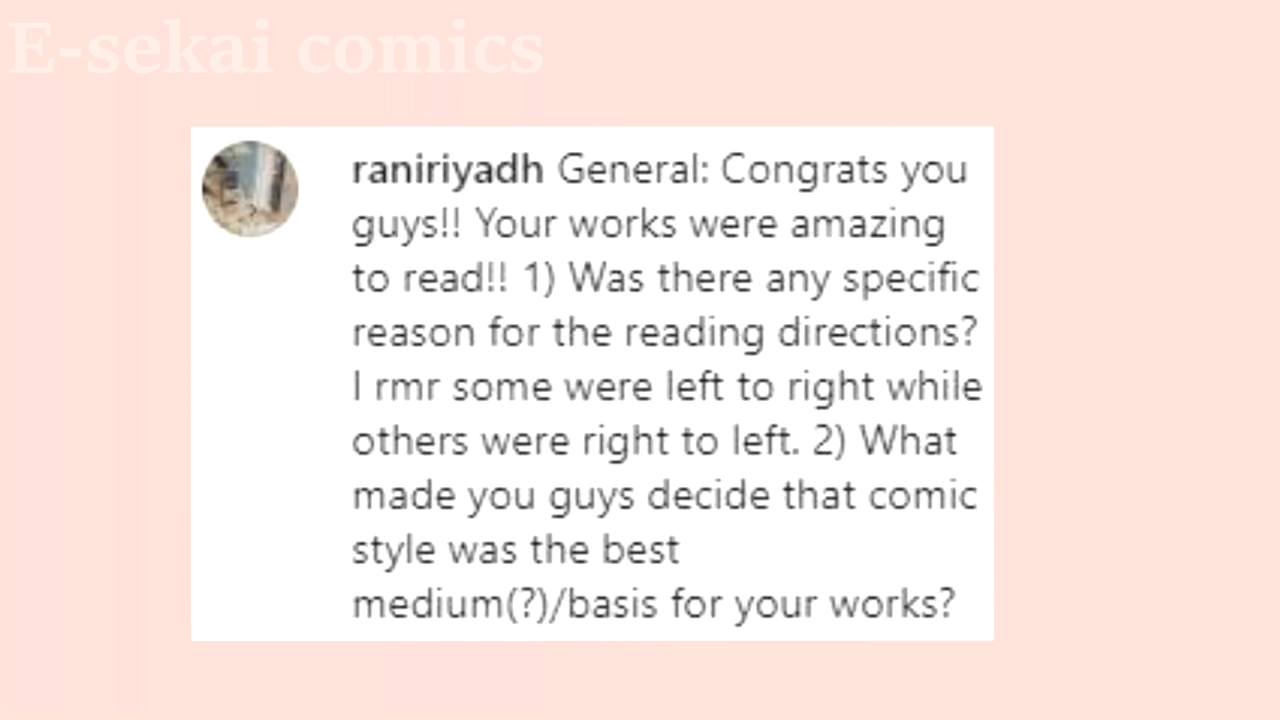 E-sekai comics
raniriyadh General: Congrats you
guys!! Your works were amazing
to read!! 1) Was there any specific
reason for the reading directions?
I rmr some were left to right while
others were right to left. 2) What
made you guys decide that comic
style was the best
medium(?)/basis for your works?